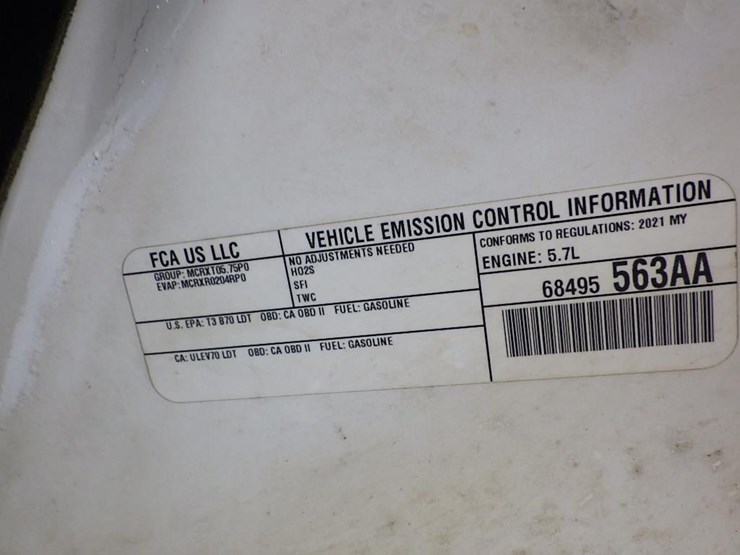 FCA US LLC
GROUP: MCRXT05.75P0
EVAP: MCRXR0204RP0
VEHICLE EMISSION CONTROL INFORMATION
NO ADJUSTMENTS NEEDED
HO2S
SFI
TWC
CONFORMS TO REGULATIONS: 2021 MY
ENGINE: 5.7L
68495 563AA
U.S. EPA: T3 B70 LDT OBD: CA OBD II FUEL: GASOLINE
CA: ULEV70 LDT OBD: CA OBD II FUEL: GASOLINE